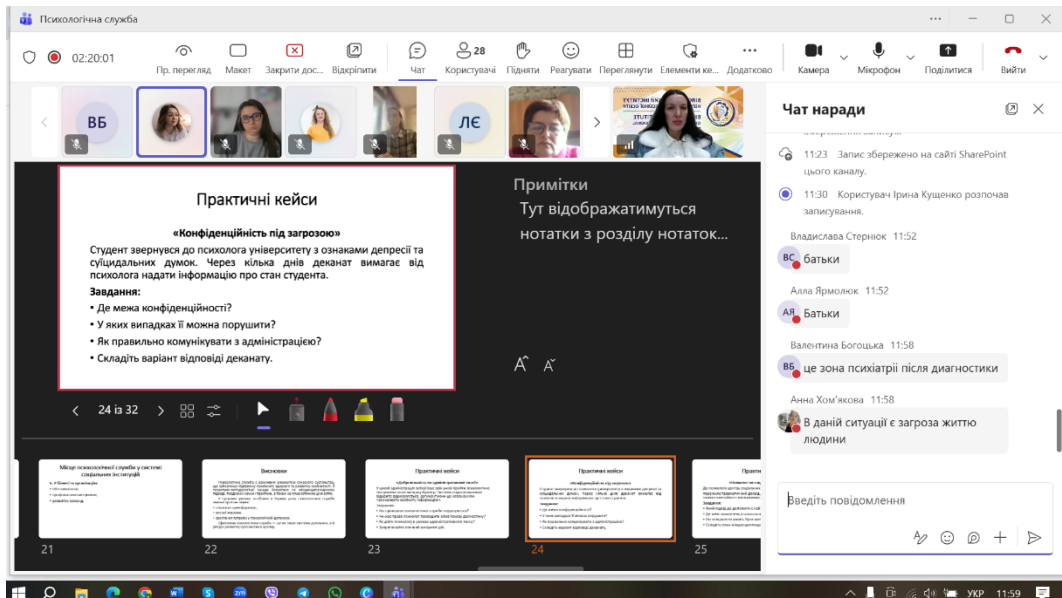 Психологічна служба
02:20:01
Пр. перегляд
Макет
Закрити дос...
Відкріпити
Чат
28
Користувачі
Підняти
Реагувати
Переглянути
Елементи ке...
Додатково
Камера
Мікрофон
Поділитися
Вийти
ВБ
ЛЄ
Практичні кейси
«Конфіденційність під загрозою»
Студент звернувся до психолога університету з ознаками депресії та
суїцидальних думок. Через кілька днів деканат вимагає від
психолога надати інформацію про стан студента.
Завдання:
• Де межа конфіденційності?
• У яких випадках її можна порушити?
• Як правильно комунікувати з адміністрацією?
• Складіть варіант відповіді деканату.
Примітки
Тут відображатимуться
нотатки з розділу нотаток...
24 із 32
Місце психологічної служби у системі
соціальних інституцій
21
Висновки
22
Практичні кейси
23
Практичні кейси
«Конфіденційність під загрозою»
24
25
Чат наради
11:23 Запис збережено на сайті SharePoint
цього каналу.
11:30 Користувач Ірина Кущенко розпочав
записування.
Владислава Стернюк 11:52
ВС
батьки
Алла Ярмолюк 11:52
АЯ
Батьки
Валентина Богоцька 11:58
ВБ
це зона психіатріі після диагностики
Анна Хом'якова 11:58
В даній ситуації є загроза життю
людини
Введіть повідомлення
УКР
11:59